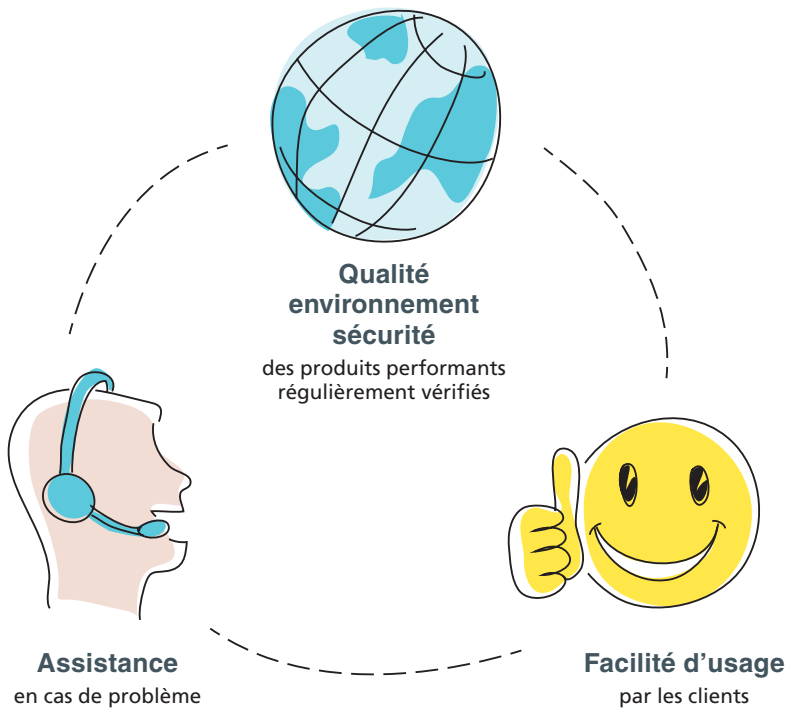 Qualité
environnement
sécurité
des produits performants
régulièrement vérifiés
Assistance
en cas de problème
Facilité d’usage
par les clients